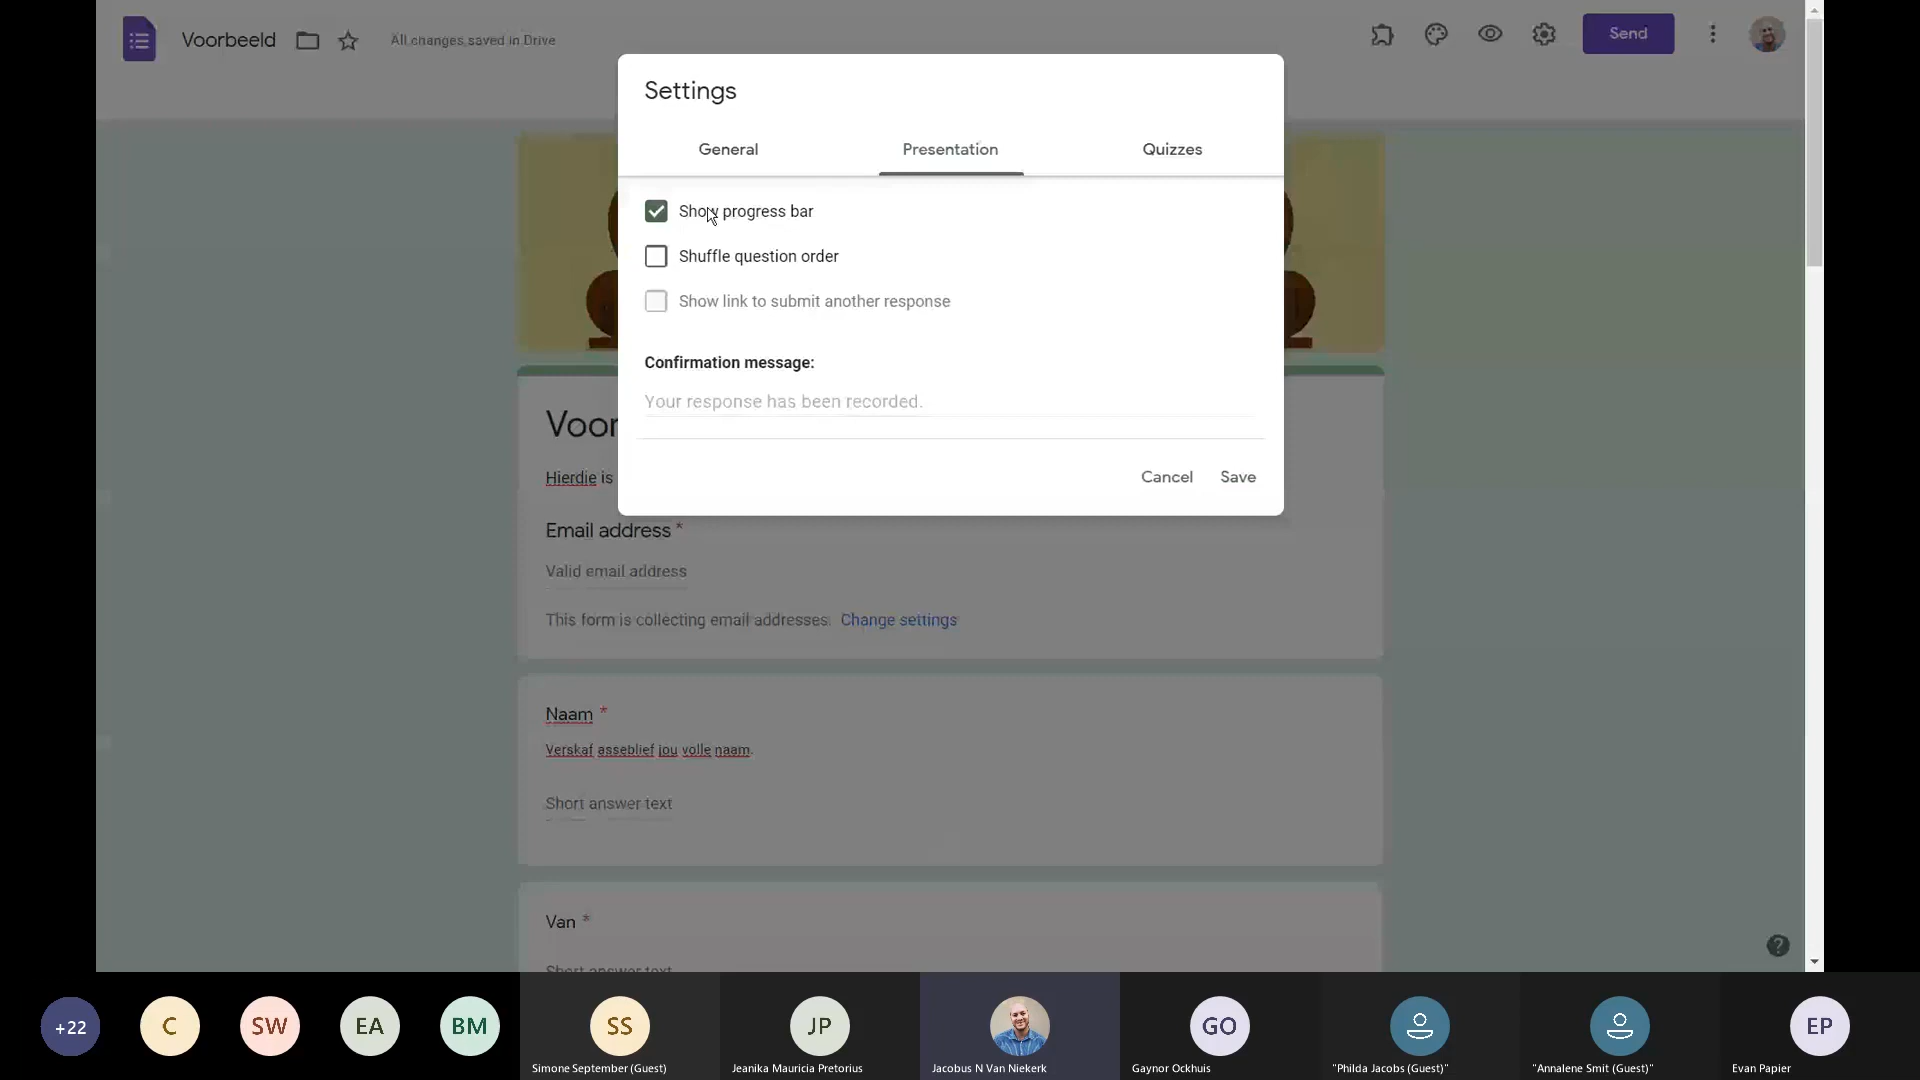 Voorbeeld
All changes saved in Drive
Send
Settings
General
Presentation
Quizzes
Show progress bar
Shuffle question order
Show link to submit another response
Confirmation message:
Your response has been recorded.
Cancel
Save
Voor
Hierdie is
Email address *
Valid email address
This form is collecting email addresses. Change settings
Naam *
Verskaf asseblief jou volle naam.
Short answer text
Van *
Short answer text
+22
C
SW
EA
BM
SS
JP
GO
EP
Simone September (Guest)
Jeanika Mauricia Pretorius
Jacobus N Van Niekerk
Gaynor Ockhuis
"Philda Jacobs (Guest)"
"Annalene Smit (Guest)"
Evan Papier